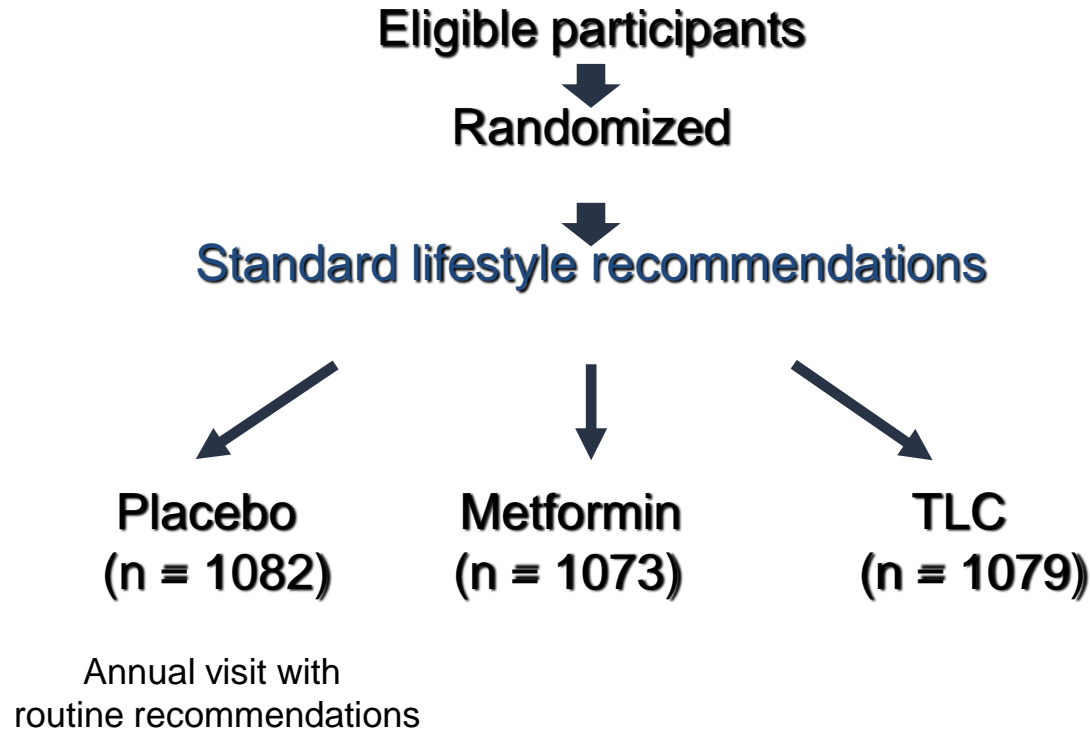 Eligible participants
Randomized
Standard lifestyle recommendations
Placebo
(n = 1082)
Metformin
(n = 1073)
TLC
(n = 1079)
Annual visit with
routine recommendations